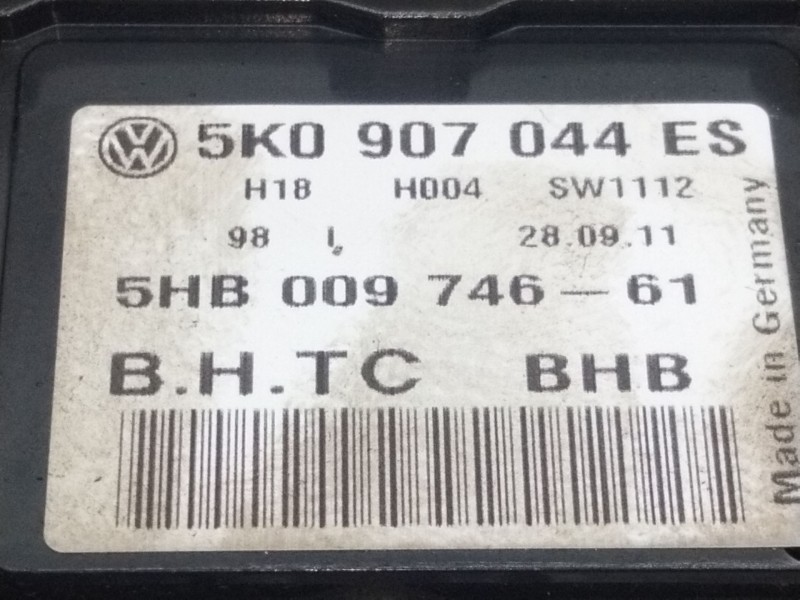 5K0 907 044 ES
H18 H004 SW1112
98 28.09.11
5HB 009 746-61
B.H.TC BHB
Made in Germany